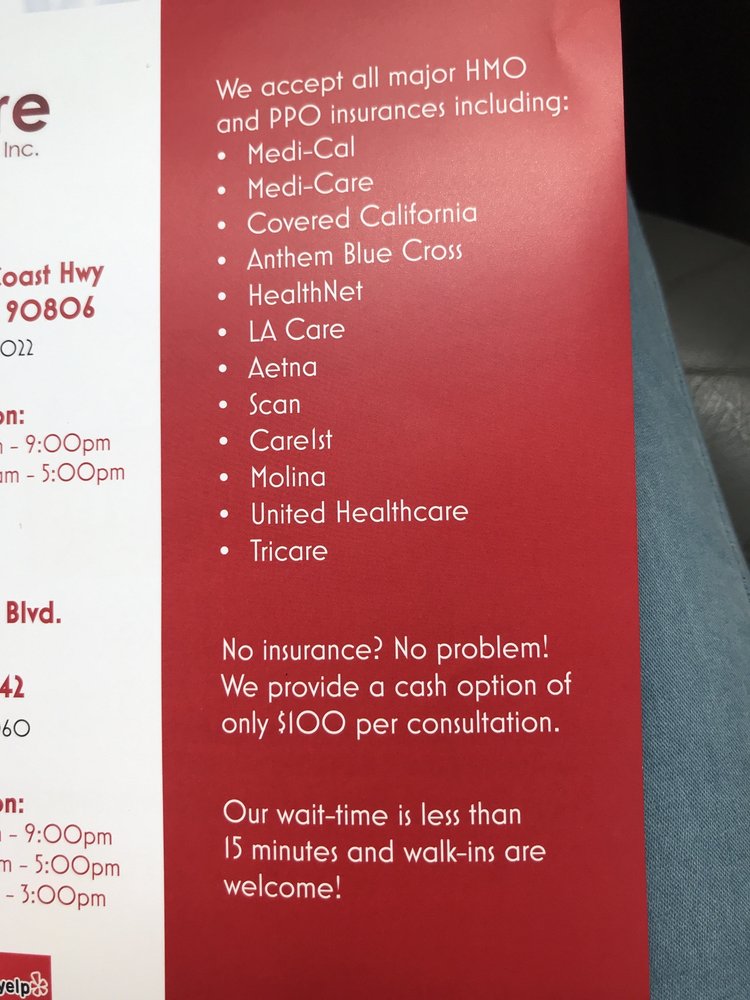 re
Inc.
Coast Hwy
90806
022
on:
- 9:00pm
am - 5:00pm
Blvd.
42
060
on:
- 9:00pm
m - 5:00pm
- 3:00pm
yelp
We accept all major HMO
and PPO insurances including:
• Medi-Cal
• Medi-Care
• Covered California
• Anthem Blue Cross
• HealthNet
• LA Care
• Aetna
• Scan
• Care1st
• Molina
• United Healthcare
• Tricare
No insurance? No problem!
We provide a cash option of
only $100 per consultation.
Our wait-time is less than
15 minutes and walk-ins are
welcome!